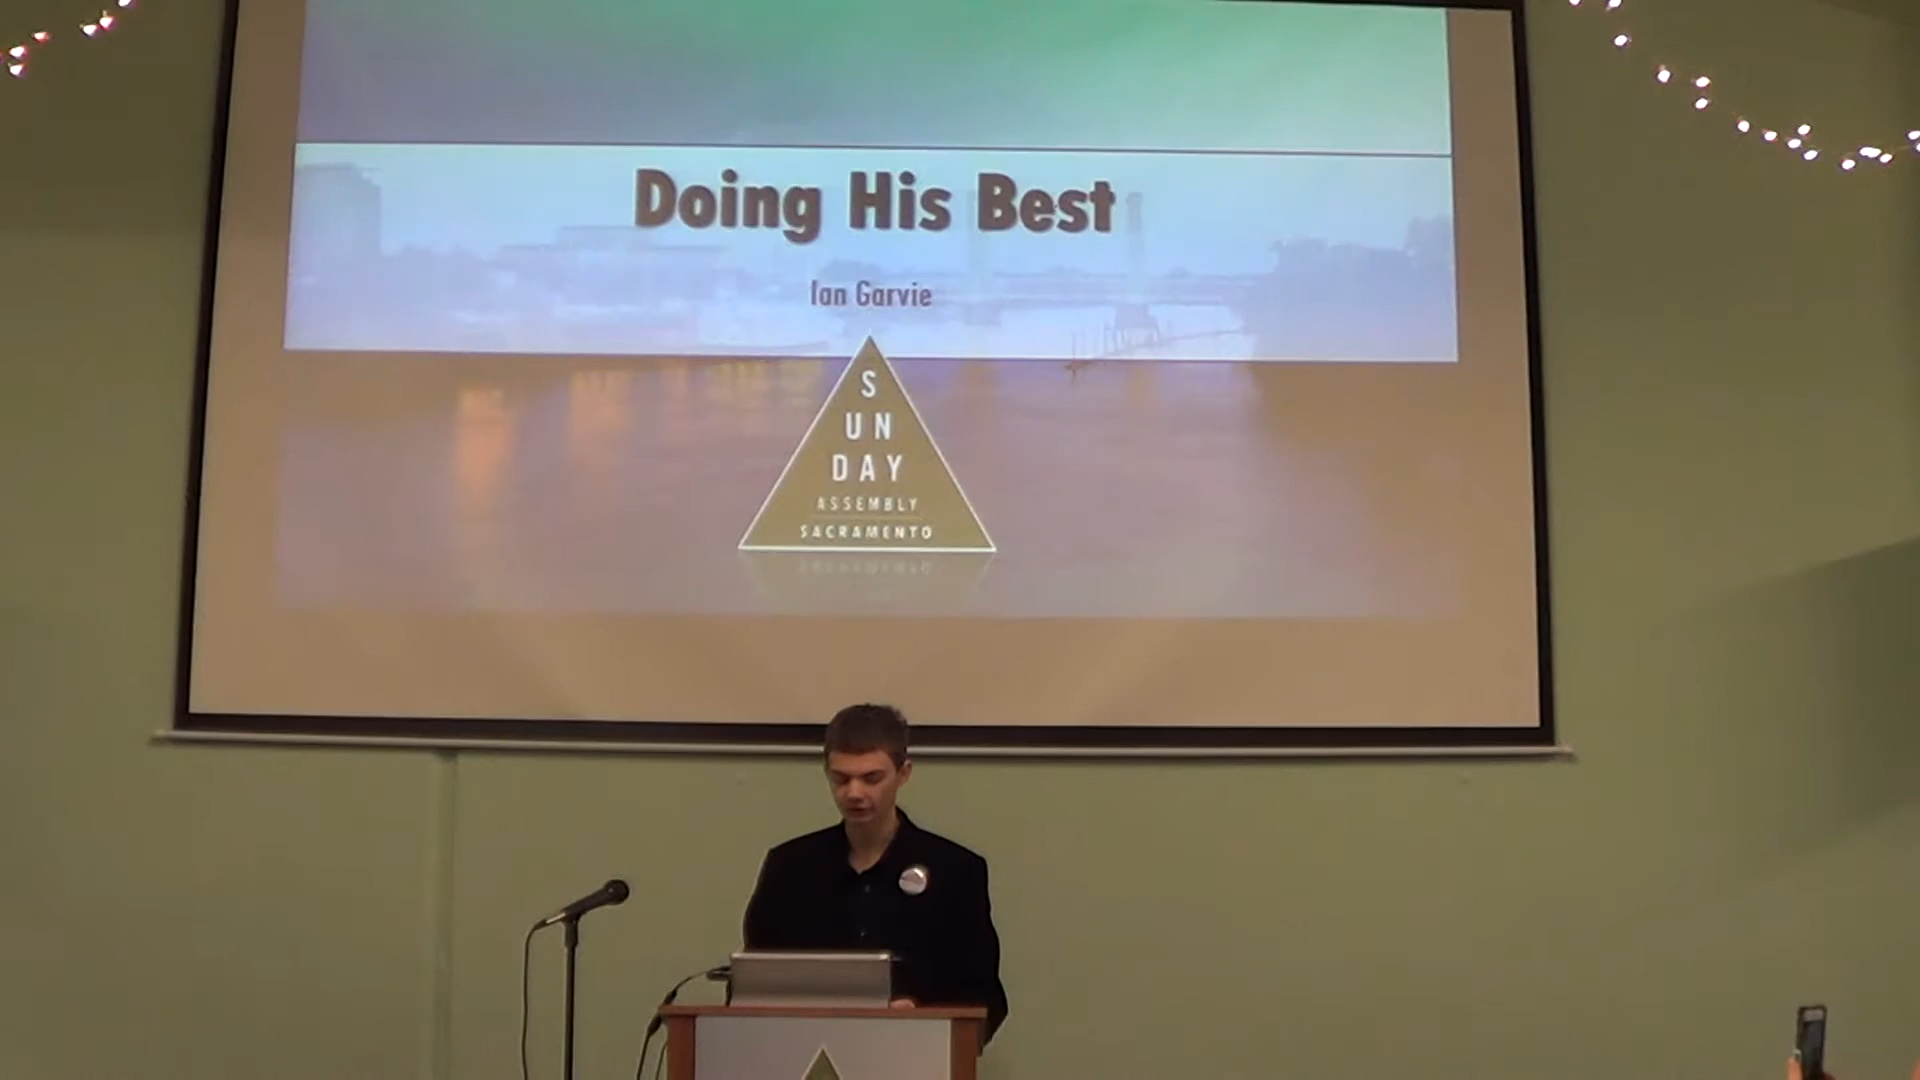 Doing His Best
Ian Garvie
S
UN
DAY
ASSEMBLY
SACRAMENTO